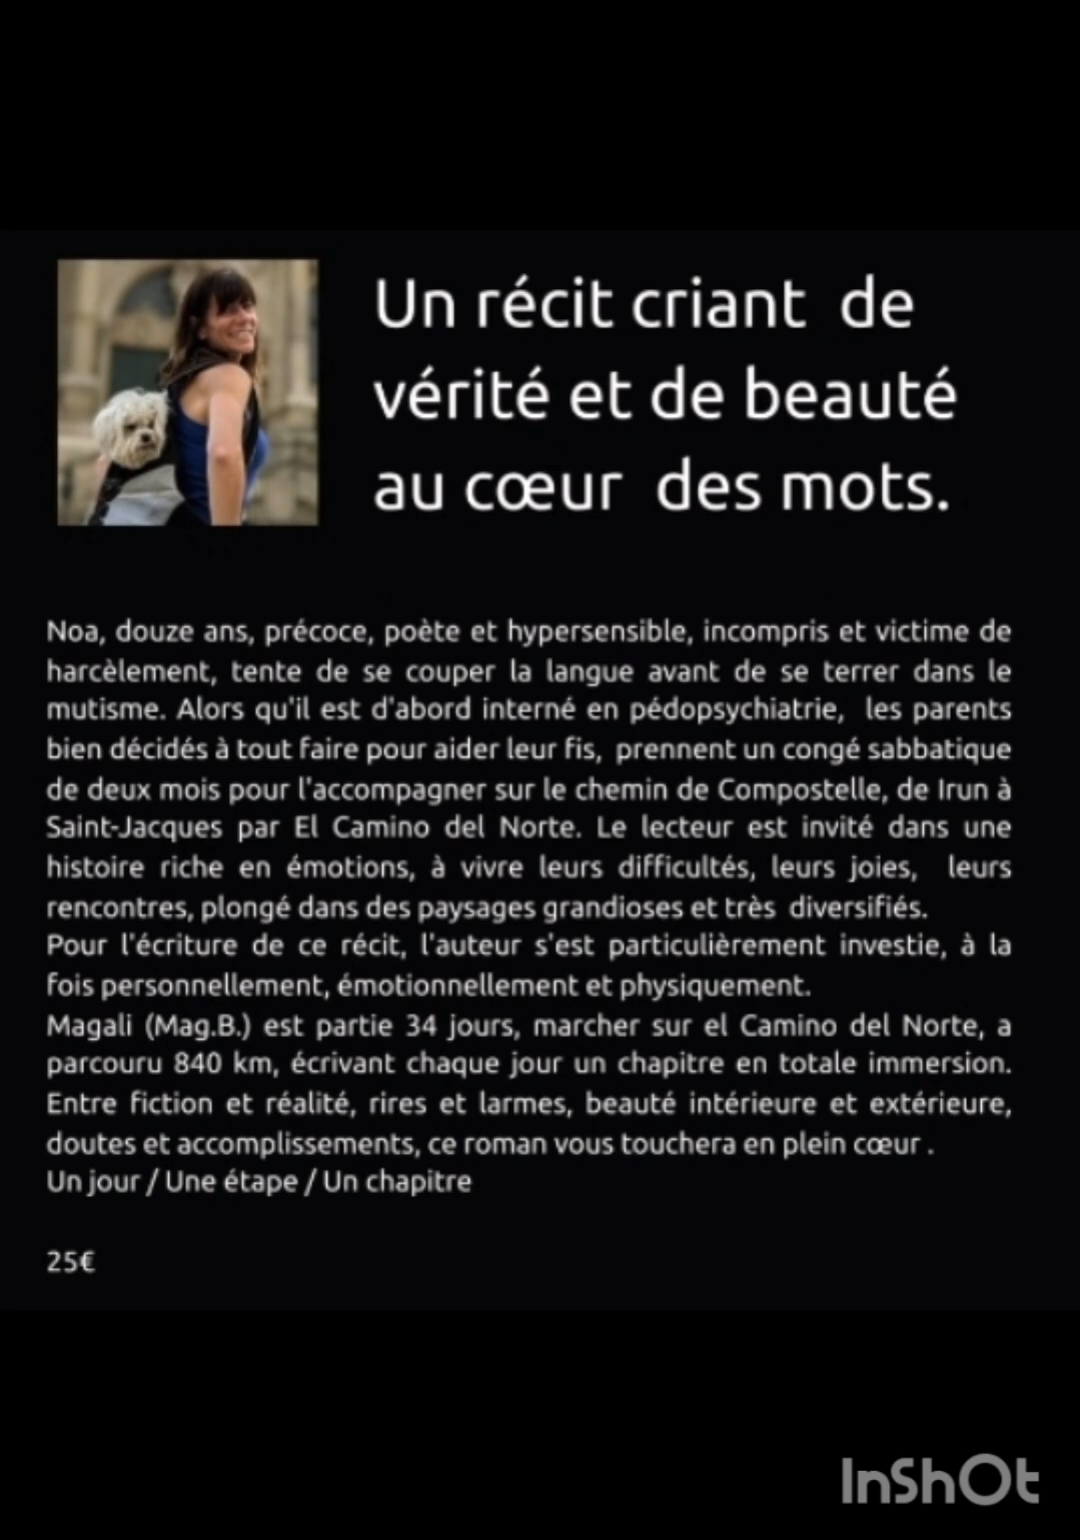 Un récit criant de
vérité et de beauté
au cœur des mots.
Noa, douze ans, précoce, poète et hypersensible, incompris et victime de
harcèlement, tente de se couper la langue avant de se terrer dans le
mutisme. Alors qu'il est d'abord interné en pédopsychiatrie, les parents
bien décidés à tout faire pour aider leur fis, prennent un congé sabbatique
de deux mois pour l'accompagner sur le chemin de Compostelle, de Irun à
Saint-Jacques par El Camino del Norte. Le lecteur est invité dans une
histoire riche en émotions, à vivre leurs difficultés, leurs joies, leurs
rencontres, plongé dans des paysages grandioses et très diversifiés.
Pour l'écriture de ce récit, l'auteur s'est particulièrement investie, à la
fois personnellement, émotionnellement et physiquement.
Magali (Mag.B.) est partie 34 jours, marcher sur el Camino del Norte, a
parcouru 840 km, écrivant chaque jour un chapitre en totale immersion.
Entre fiction et réalité, rires et larmes, beauté intérieure et extérieure,
doutes et accomplissements, ce roman vous touchera en plein cœur .
Un jour / Une étape / Un chapitre
25€
InShOt